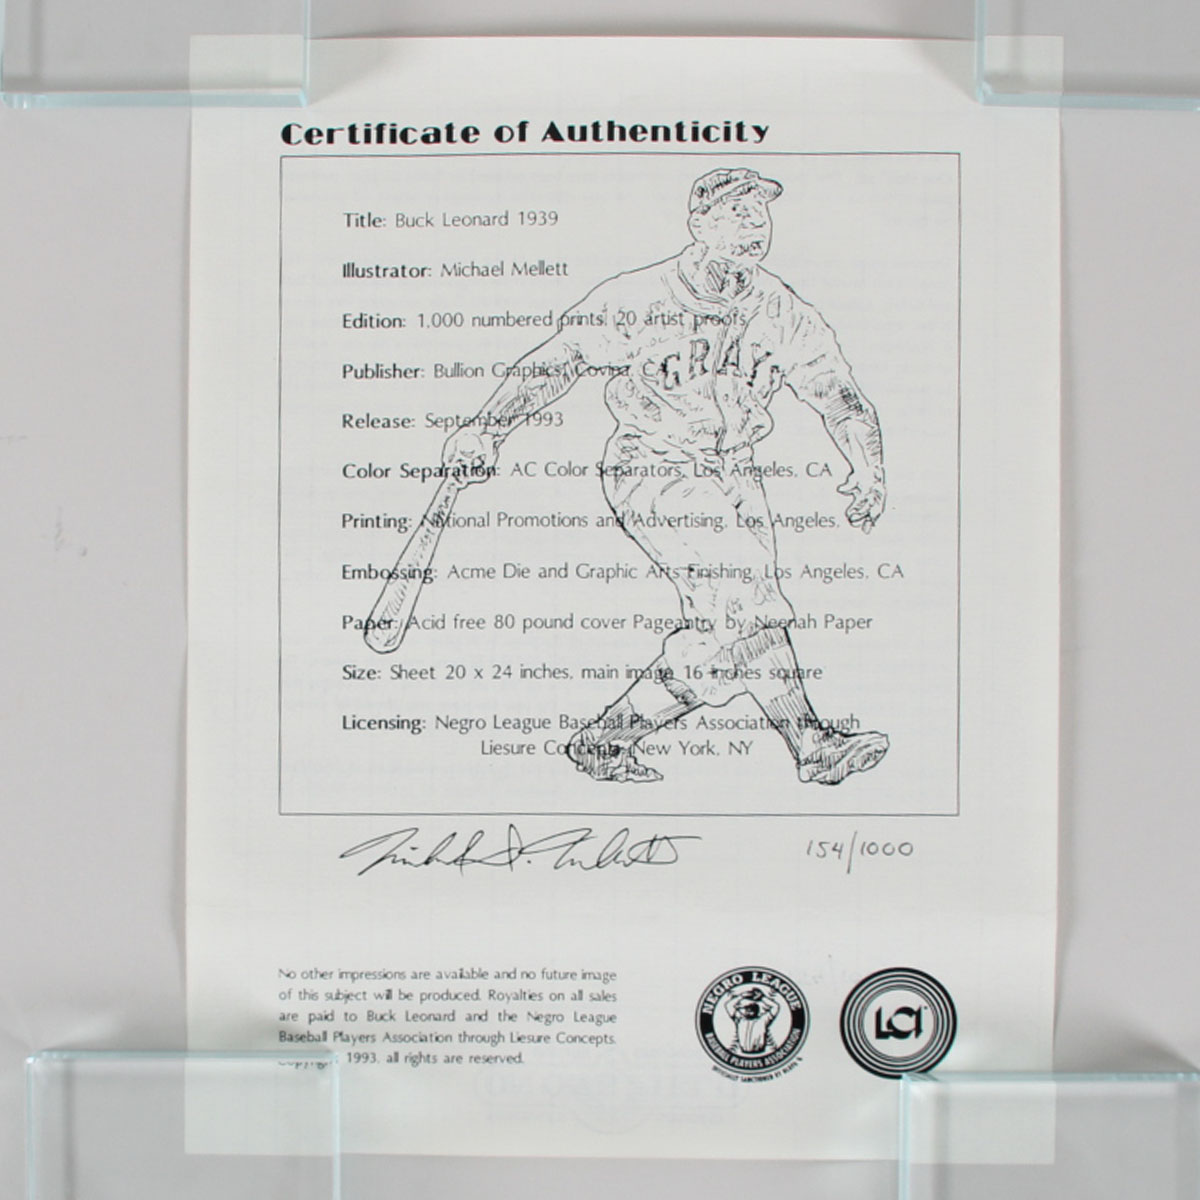 Certificate of Authenticity
Title: Buck Leonard 1939
Illustrator: Michael Mellett
Edition: 1,000 numbered prints, 20 artist proofs
Publisher: Bullion Graphics, Covina, CA
GRAYS
Release: September 1993
Color Separation: AC Color Separators, Los Angeles, CA
Printing: National Promotions and Advertising, Los Angeles, CA
Embossing: Acme Die and Graphic Arts Finishing, Los Angeles, CA
Paper: Acid free 80 pound cover Pageantry by Neenah Paper
Size: Sheet 20 x 24 inches, main image 16 inches square
Licensing: Negro League Baseball Players Association through
Liesure Concepts, New York, NY
154/1000
No other impressions are available and no future image
of this subject will be produced. Royalties on all sales
are paid to Buck Leonard and the Negro League
Baseball Players Association through Liesure Concepts.
Copyright 1993, all rights are reserved.
NEGRO LEAGUE
BASEBALL PLAYERS ASSOCIATION
LCI